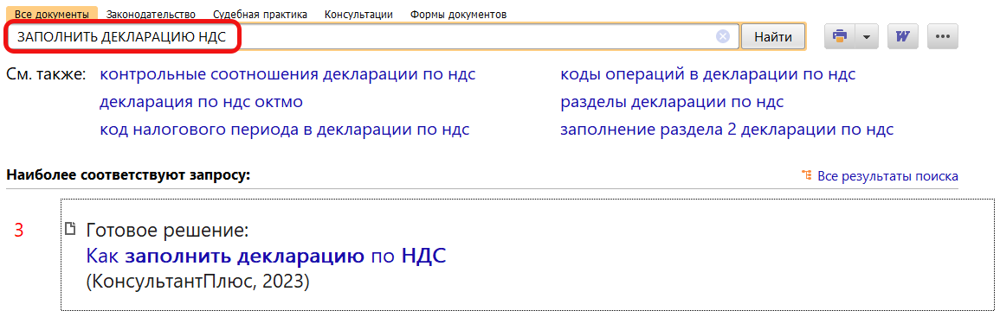 Все документы Законодательство Судебная практика Консультации Формы документов
ЗАПОЛНИТЬ ДЕКЛАРАЦИЮ НДС Найти W
См. также: контрольные соотношения декларации по ндс коды операций в декларации по ндс
декларация по ндс октмо разделы декларации по ндс
код налогового периода в декларации по ндс заполнение раздела 2 декларации по ндс
Наиболее соответствуют запросу: Все результаты поиска
3 Готовое решение:
Как заполнить декларацию по НДС
(КонсультантПлюс, 2023)